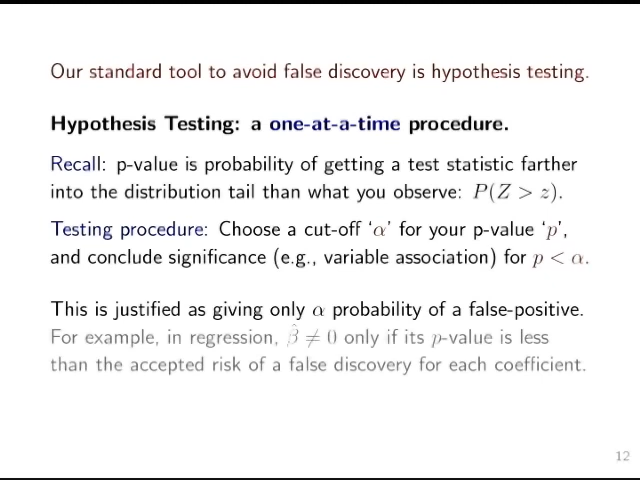 Our standard tool to avoid false discovery is hypothesis testing.
Hypothesis Testing: a one-at-a-time procedure.
Recall: p-value is probability of getting a test statistic farther
into the distribution tail than what you observe: P(Z > z).
Testing procedure: Choose a cut-off ‘α’ for your p-value ‘p’,
and conclude significance (e.g., variable association) for p < α.
This is justified as giving only α probability of a false-positive.
For example, in regression, β̂ ≠ 0 only if its p-value is less
than the accepted risk of a false discovery for each coefficient.
12